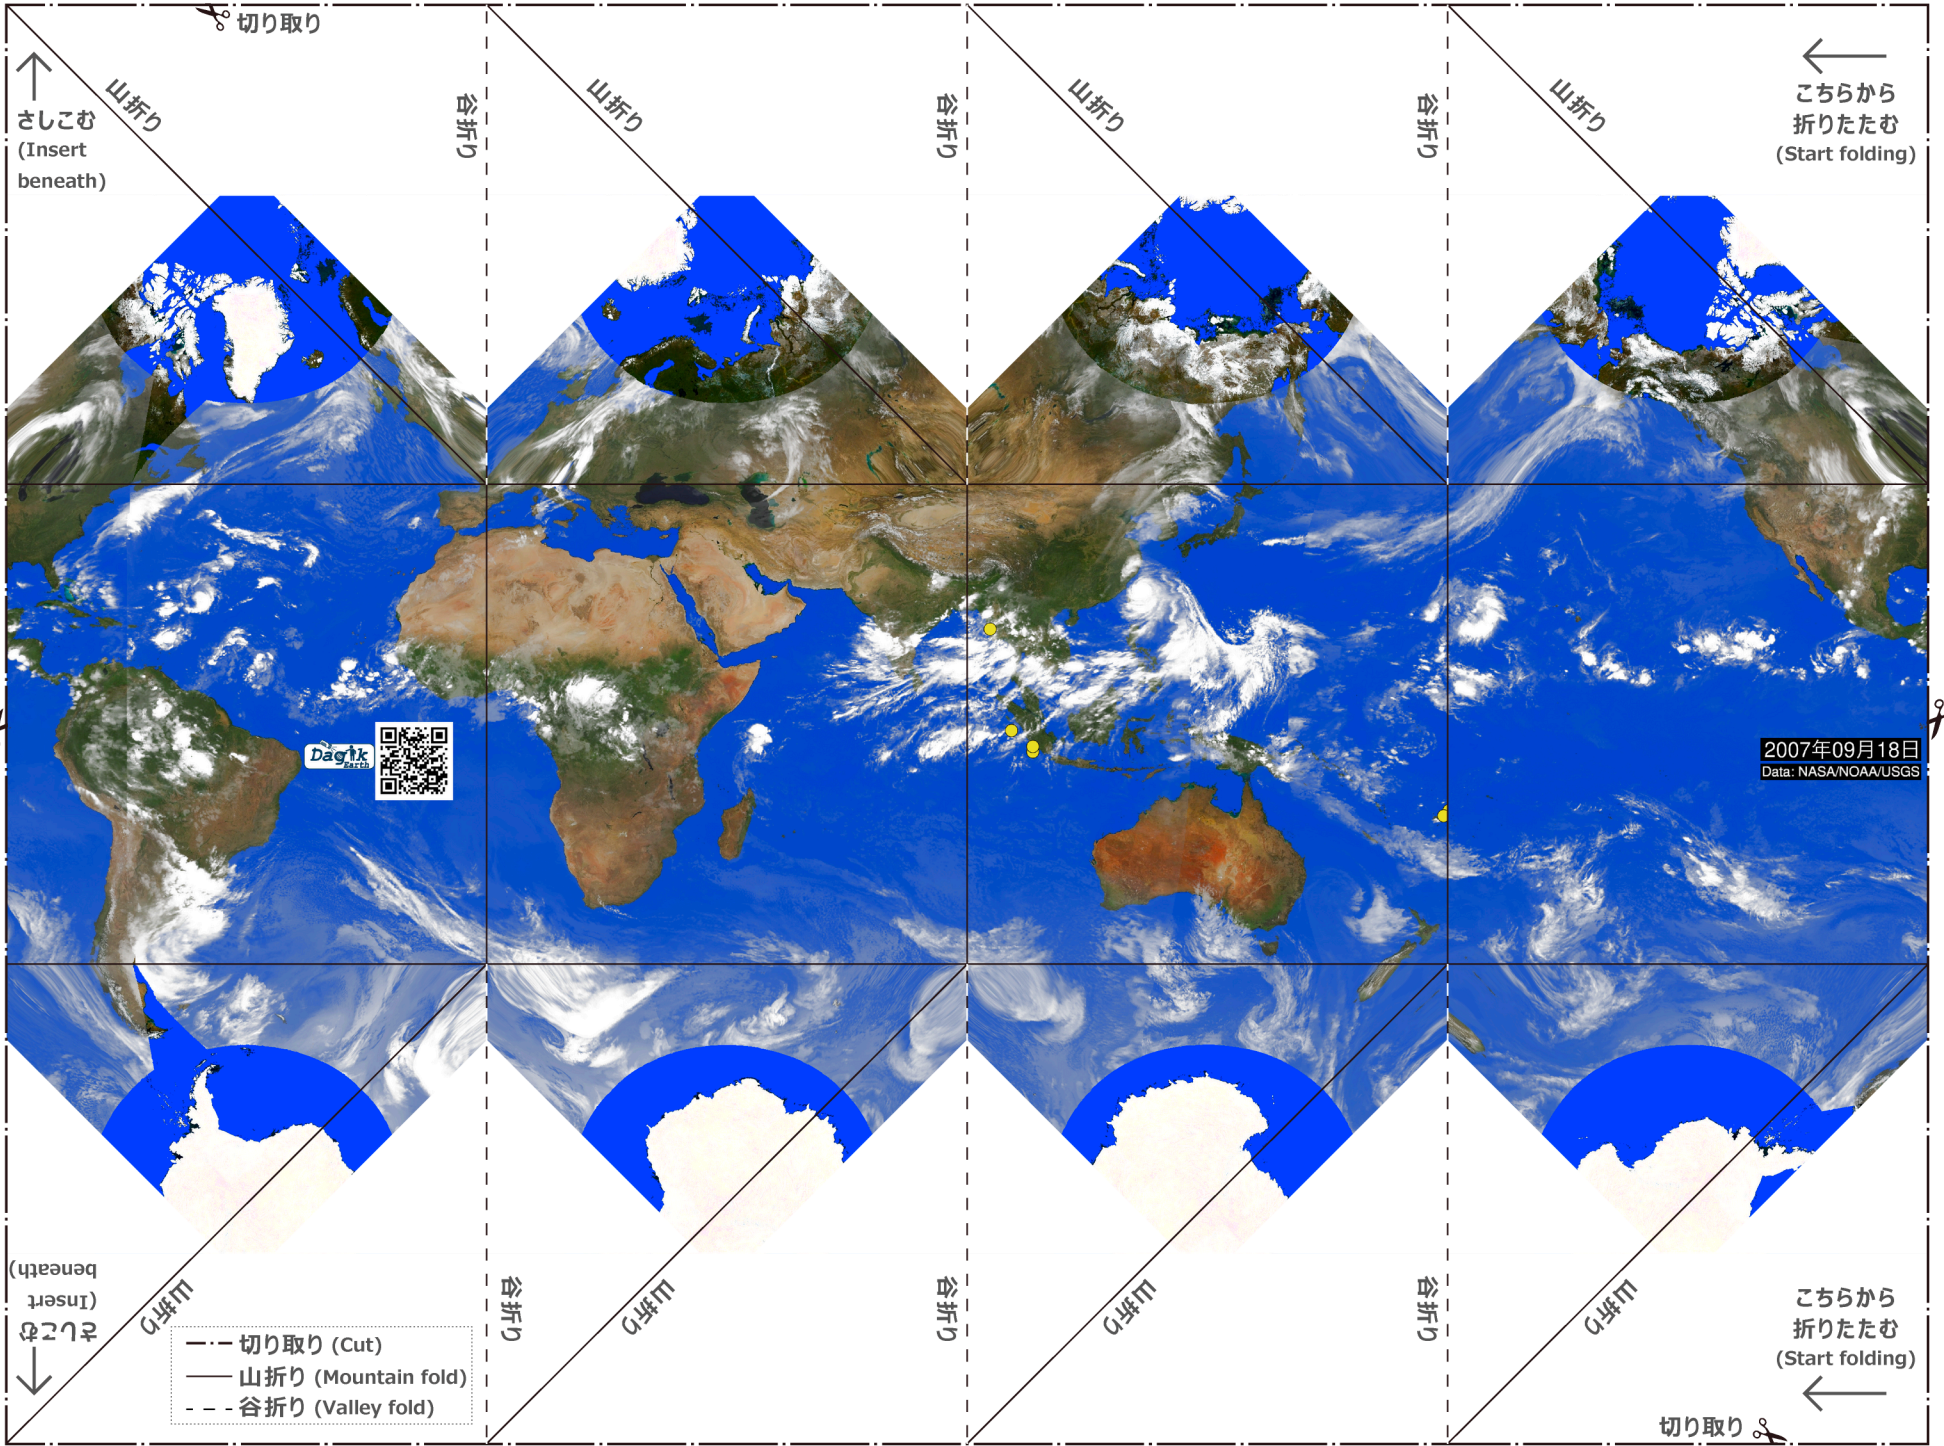 切り取り
山折り
谷折り
山折り
谷折り
山折り
谷折り
山折り
さしこむ
(Insert
beneath)
こちらから
折りたたむ
(Start folding)
Dagik
Earth
2007年09月18日
Data: NASA/NOAA/USGS
さしこむ
(Insert
beneath)
山折り
谷折り
山折り
谷折り
山折り
谷折り
山折り
こちらから
折りたたむ
(Start folding)
切り取り (Cut)
山折り (Mountain fold)
谷折り (Valley fold)
切り取り